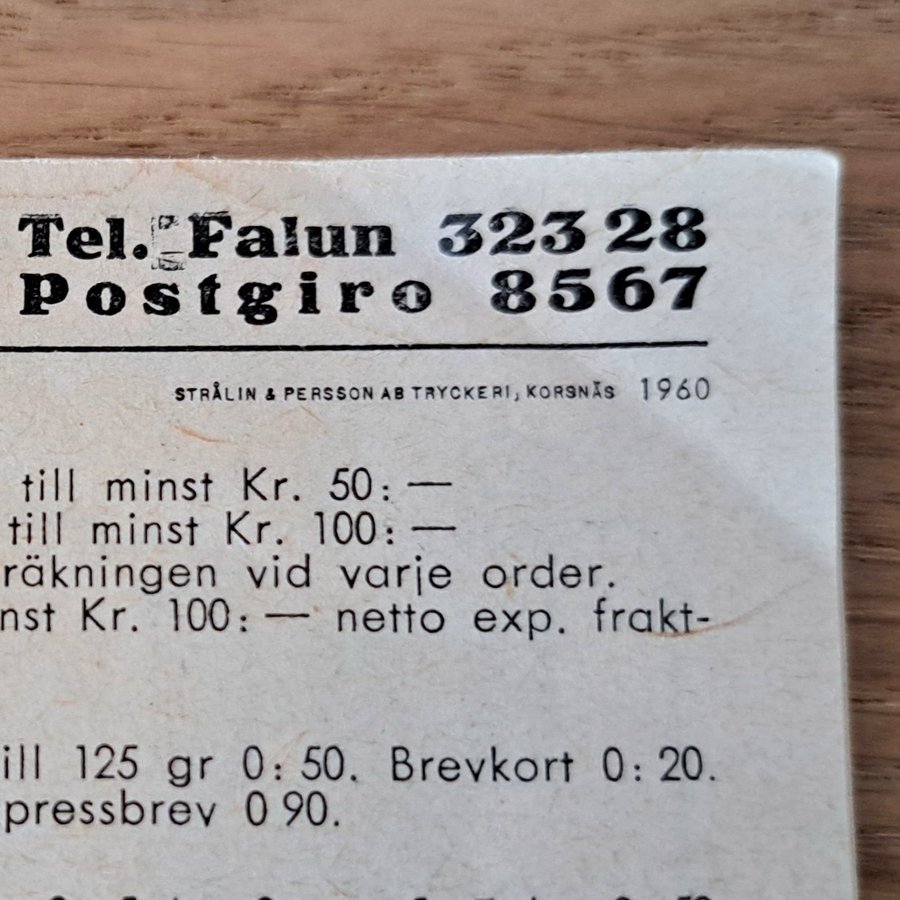 Tel. Falun 323 28
Postgiro 8567
STRÅLIN & PERSSON AB TRYCKERI, KORSNÄS 1960
till minst Kr. 50: —
till minst Kr. 100: —
räkningen vid varje order.
nst Kr. 100: — netto exp. frakt-
ill 125 gr 0: 50. Brevkort 0: 20.
pressbrev 0 90.